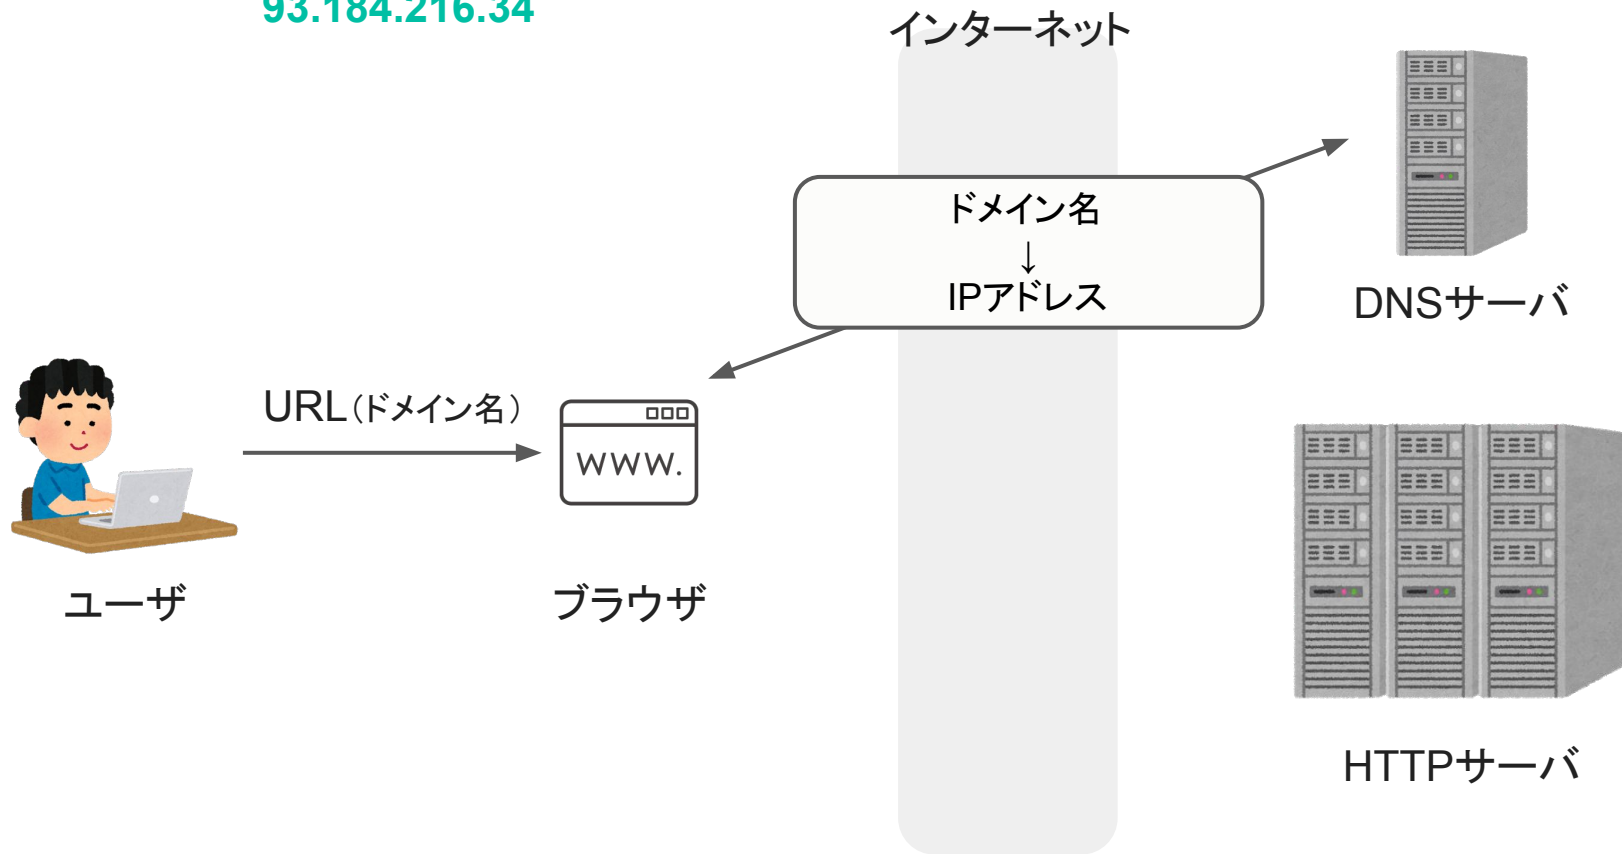 93.184.216.34
インターネット
ドメイン名
↓
IPアドレス
DNSサーバ
URL（ドメイン名）
www.
ユーザ
ブラウザ
HTTPサーバ